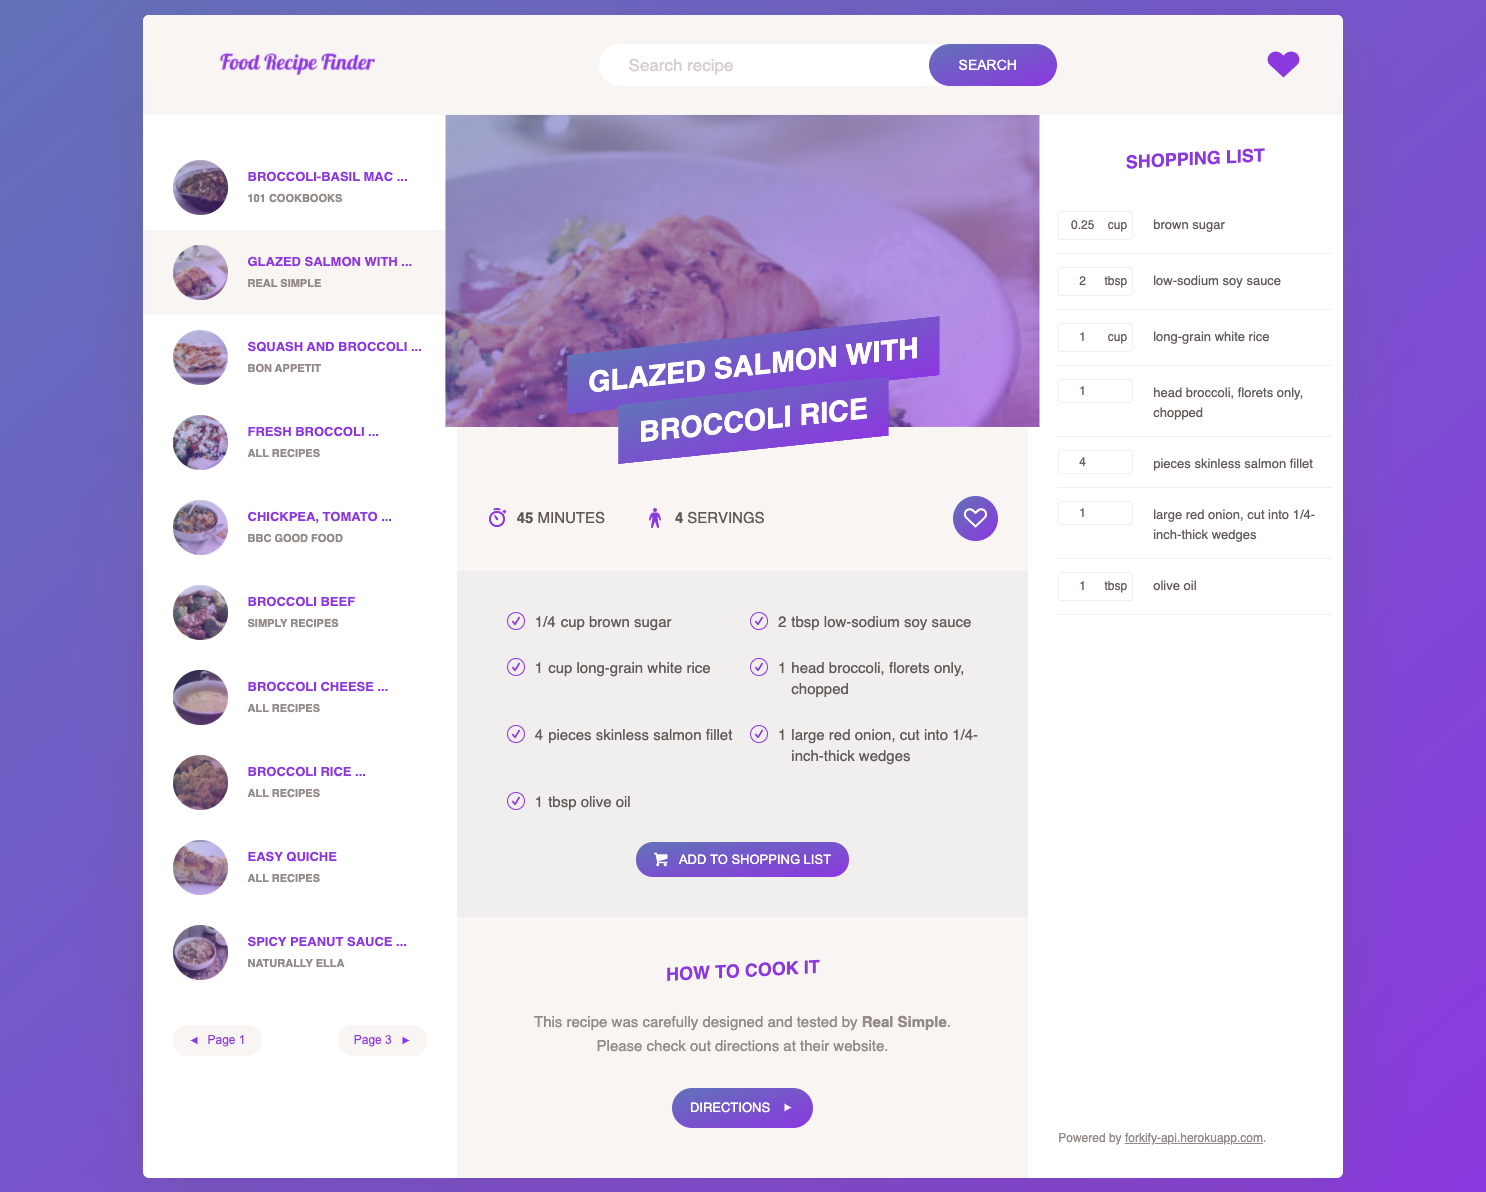 Food Recipe Finder
Search recipe
SEARCH
BROCCOLI-BASIL MAC ...
101 COOKBOOKS
GLAZED SALMON WITH ...
REAL SIMPLE
SQUASH AND BROCCOLI ...
BON APPETIT
FRESH BROCCOLI ...
ALL RECIPES
CHICKPEA, TOMATO ...
BBC GOOD FOOD
BROCCOLI BEEF
SIMPLY RECIPES
BROCCOLI CHEESE ...
ALL RECIPES
BROCCOLI RICE ...
ALL RECIPES
EASY QUICHE
ALL RECIPES
SPICY PEANUT SAUCE ...
NATURALLY ELLA
◄ Page 1
Page 3 ►
GLAZED SALMON WITH
BROCCOLI RICE
45 MINUTES
4 SERVINGS
1/4 cup brown sugar
2 tbsp low-sodium soy sauce
1 cup long-grain white rice
1 head broccoli, florets only,
chopped
4 pieces skinless salmon fillet
1 large red onion, cut into 1/4-
inch-thick wedges
1 tbsp olive oil
ADD TO SHOPPING LIST
HOW TO COOK IT
This recipe was carefully designed and tested by Real Simple.
Please check out directions at their website.
DIRECTIONS ►
SHOPPING LIST
0.25 cup brown sugar
2 tbsp low-sodium soy sauce
1 cup long-grain white rice
1 head broccoli, florets only,
chopped
4 pieces skinless salmon fillet
1 large red onion, cut into 1/4-
inch-thick wedges
1 tbsp olive oil
Powered by forkify-api.herokuapp.com.